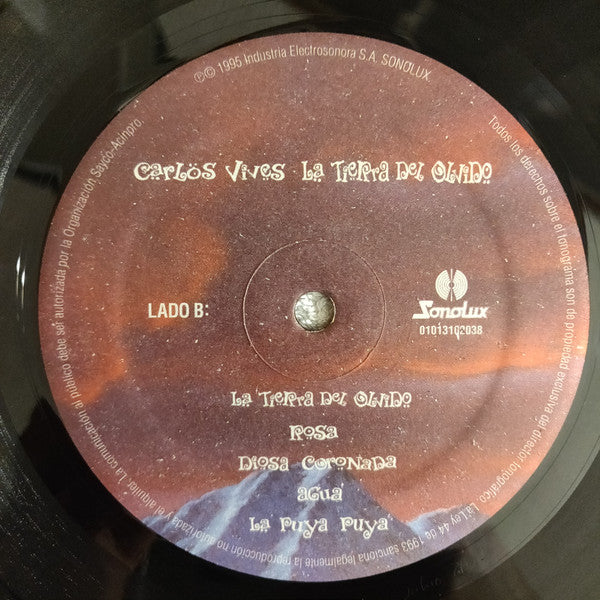 ℗© 1995 Industria Electrosonora S.A. SONOLUX.
Carlos Vives La Tierra Del Olvido
LADO B:
Sonolux
01013102038
La Tierra Del Olvido
Rosa
Diosa Coronada
Agua
La Puya Puya
Todos los derechos sobre el fonograma son de propiedad exclusiva del directo fonográfico. La Ley 44 de 1993 sanciona legalmente la reproducción no autorizada y el alquiler. La comunicación al público debe ser autorizada por la Organización Sayco-Acinpro.